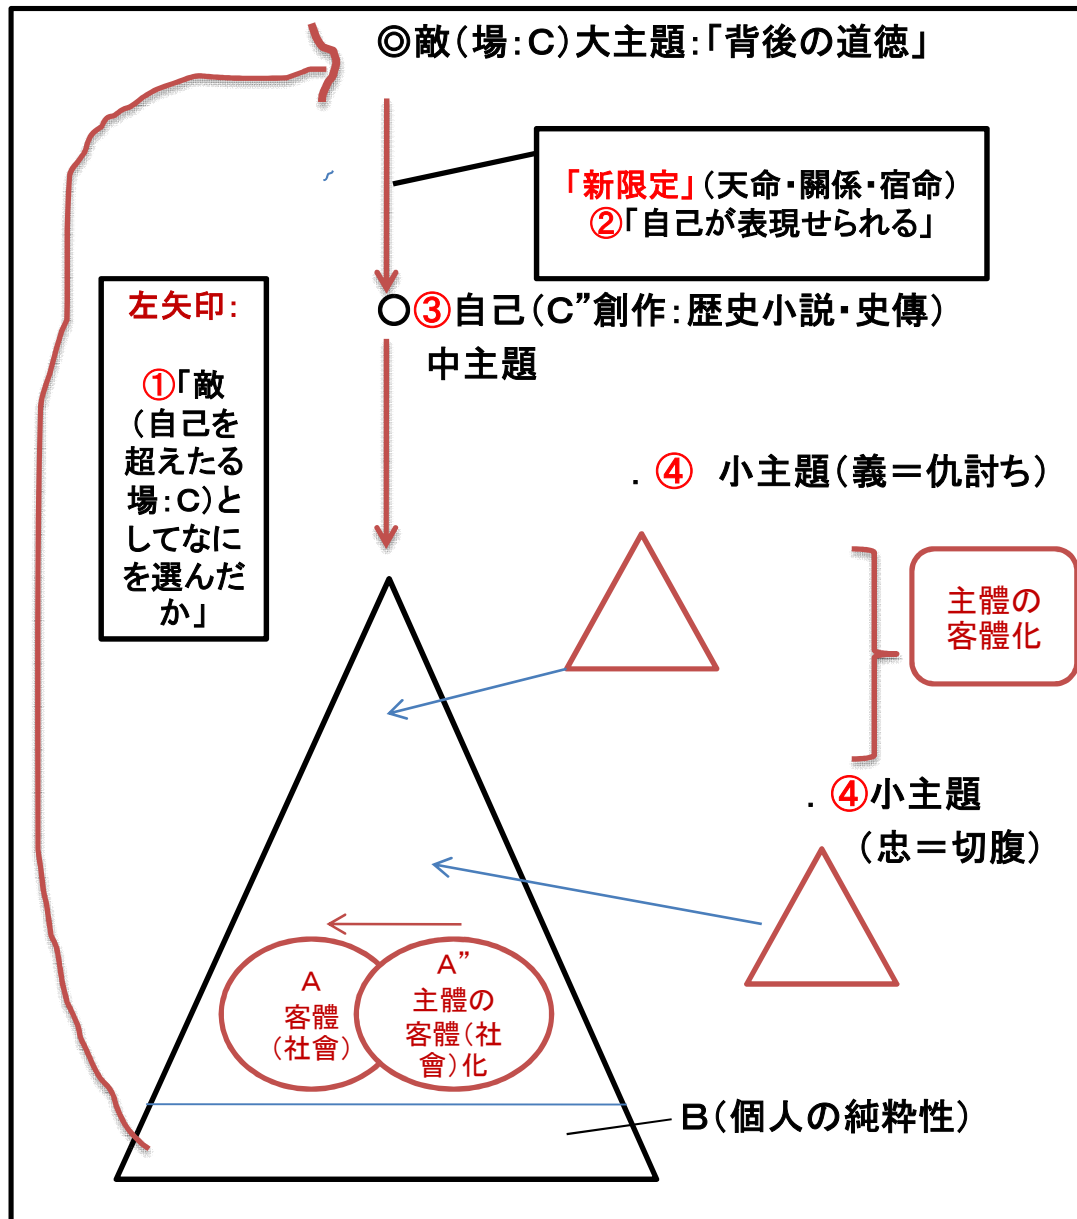 ◎敵（場：C）大主題：「背後の道徳」
「新限定」（天命・關係・宿命）
②「自己が表現せられる」
左矢印：
①「敵
（自己を
超えたる
場：C）と
してなに
を選んだ
か」
○③自己（C”創作：歴史小説・史傳）
中主題
. ④ 小主題（義＝仇討ち）
主體の
客體化
. ④小主題
（忠＝切腹）
A
客體
（社會）
A”
主體の
客體（社
會）化
B（個人の純粋性）